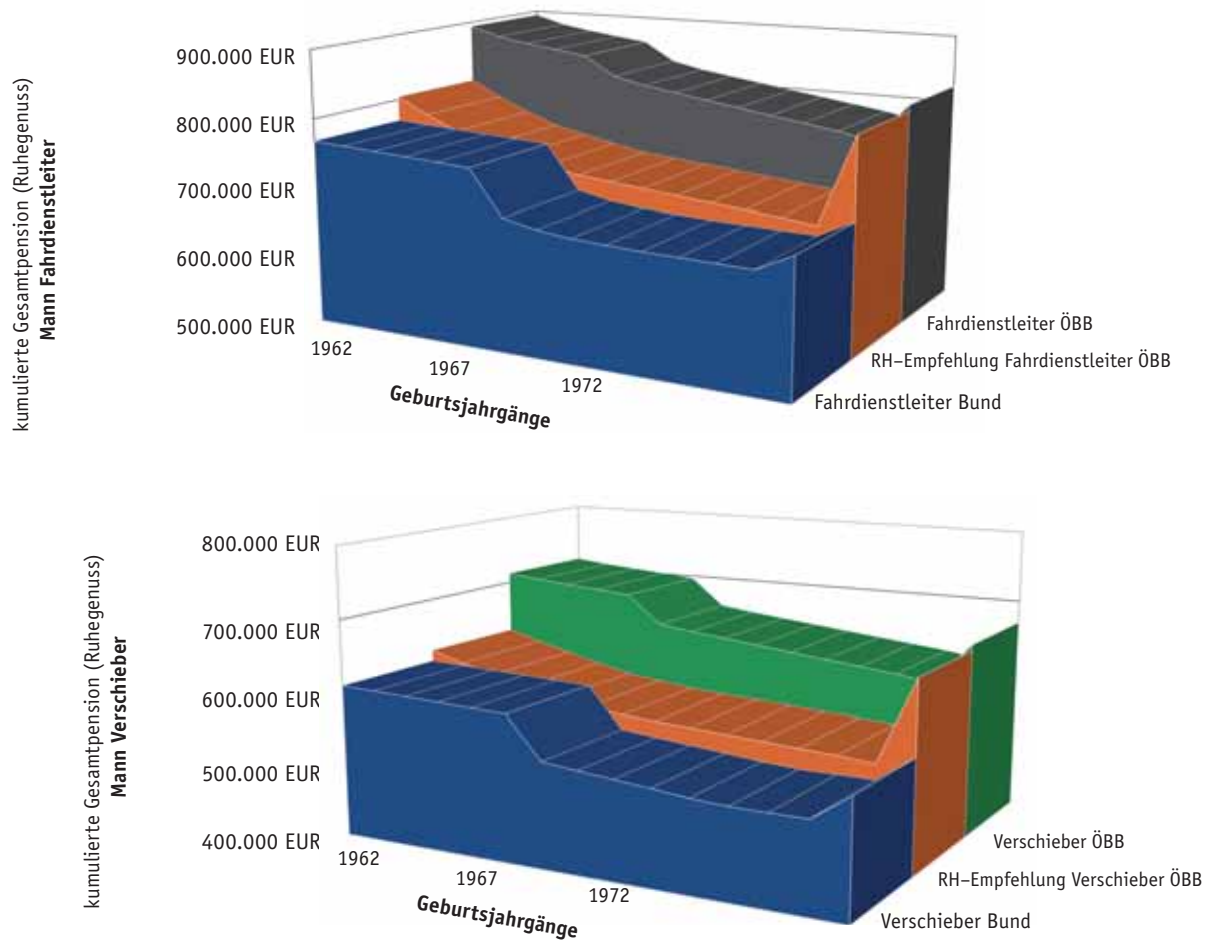 kumulierte Gesamtpension (Ruhegenuss)
Mann Fahrdienstleiter
900.000 EUR
800.000 EUR
700.000 EUR
600.000 EUR
500.000 EUR
1962
1967
1972
Geburtsjahrgänge
Fahrdienstleiter ÖBB
RH–Empfehlung Fahrdienstleiter ÖBB
Fahrdienstleiter Bund
kumulierte Gesamtpension (Ruhegenuss)
Mann Verschieber
800.000 EUR
700.000 EUR
600.000 EUR
500.000 EUR
400.000 EUR
1962
1967
1972
Geburtsjahrgänge
Verschieber ÖBB
RH–Empfehlung Verschieber ÖBB
Verschieber Bund